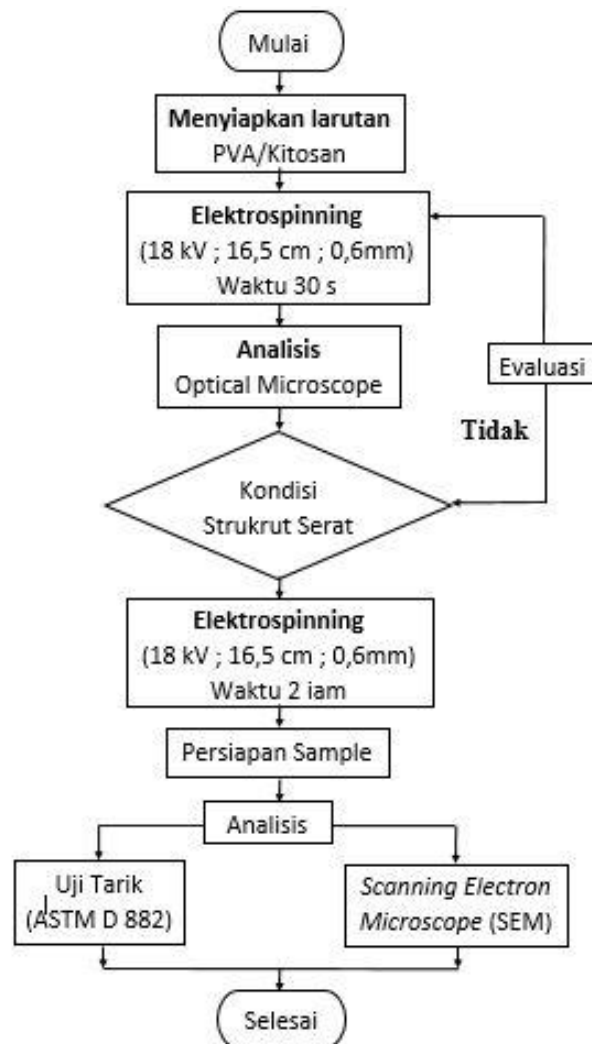 Mulai
Menyiapkan larutan
PVA/Kitosan
Elektrospinning
(18 kV ; 16,5 cm ; 0,6mm)
Waktu 30 s
Analisis
Optical Microscope
Evaluasi
Tidak
Kondisi
Strukrut Serat
Elektrospinning
(18 kV ; 16,5 cm ; 0,6mm)
Waktu 2 iam
Persiapan Sample
Analisis
Uji Tarik
(ASTM D 882)
Scanning Electron
Microscope (SEM)
Selesai